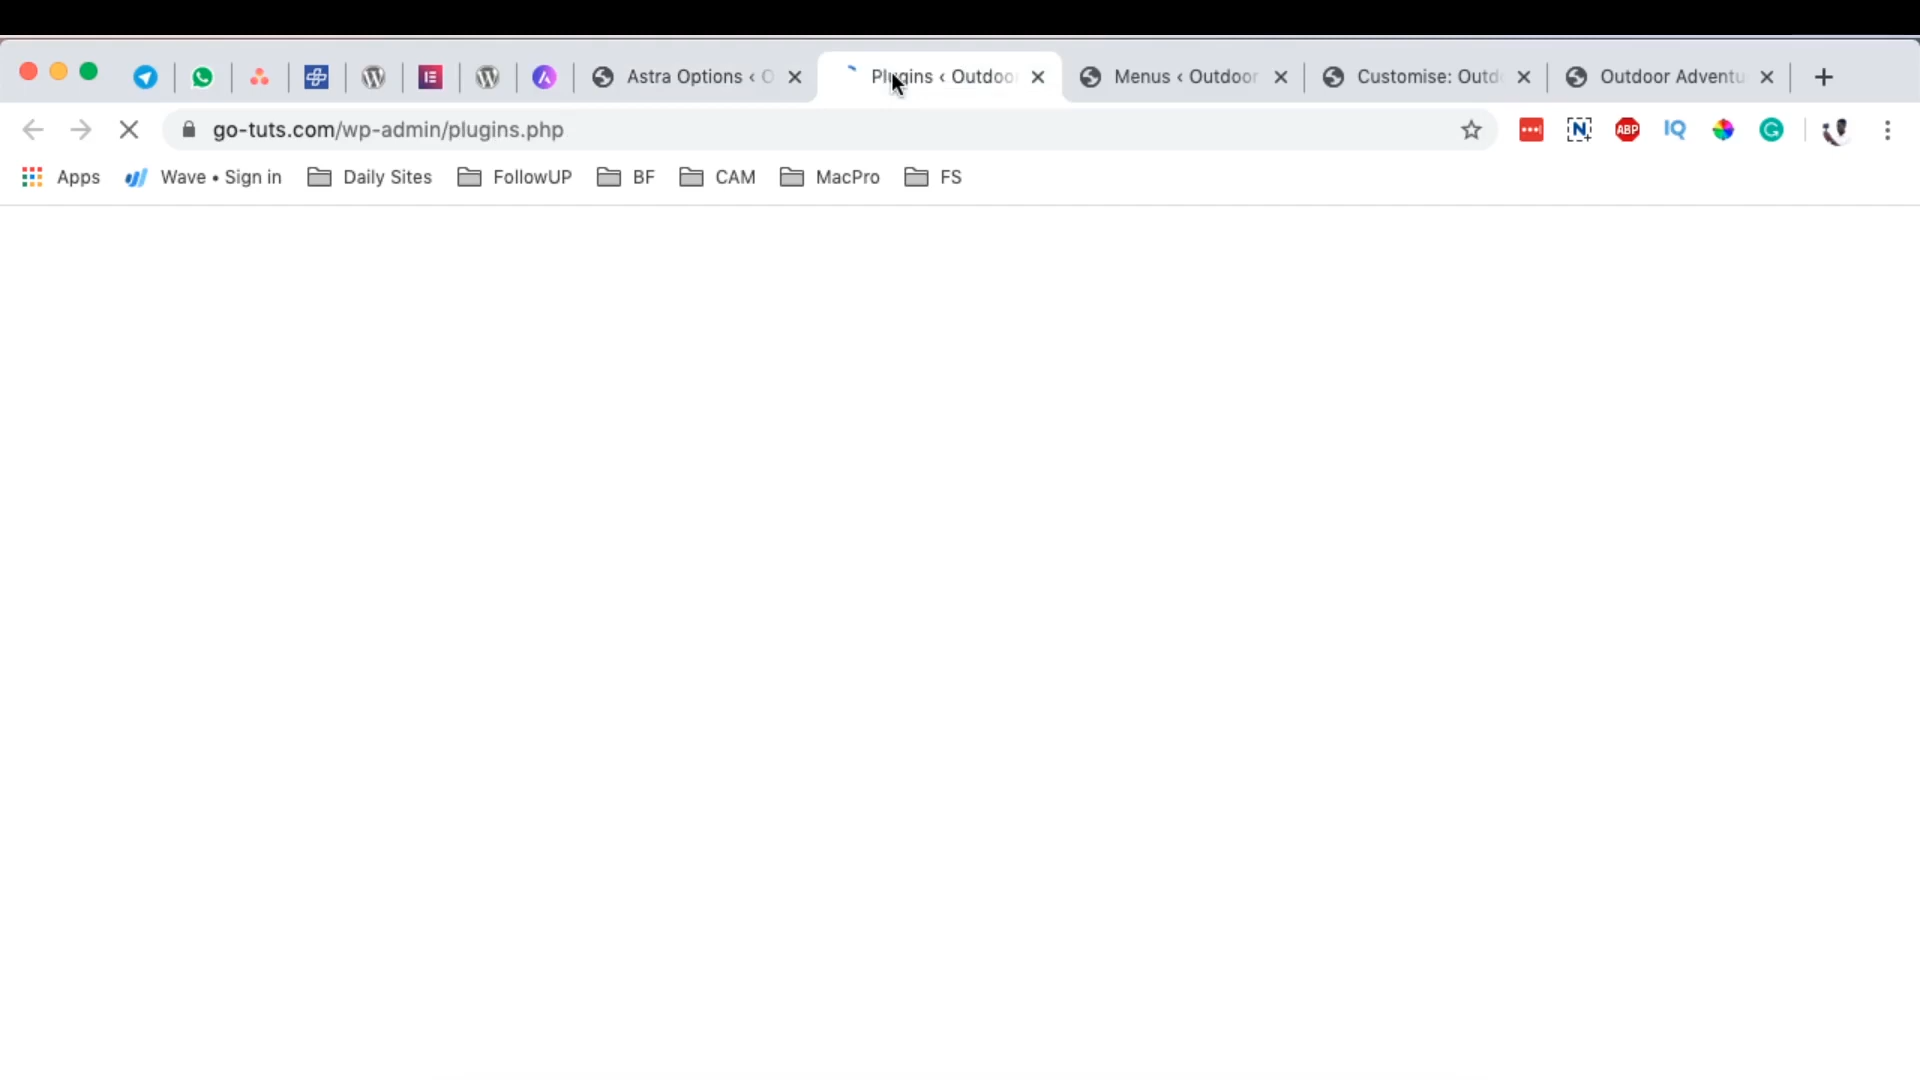 Astra Options ‹ O
Plugins ‹ Outdoo
Menus ‹ Outdoor
Customise: Outd
Outdoor Adventu
go-tuts.com/wp-admin/plugins.php
ABP
IQ
Apps
Wave • Sign in
Daily Sites
FollowUP
BF
CAM
MacPro
FS